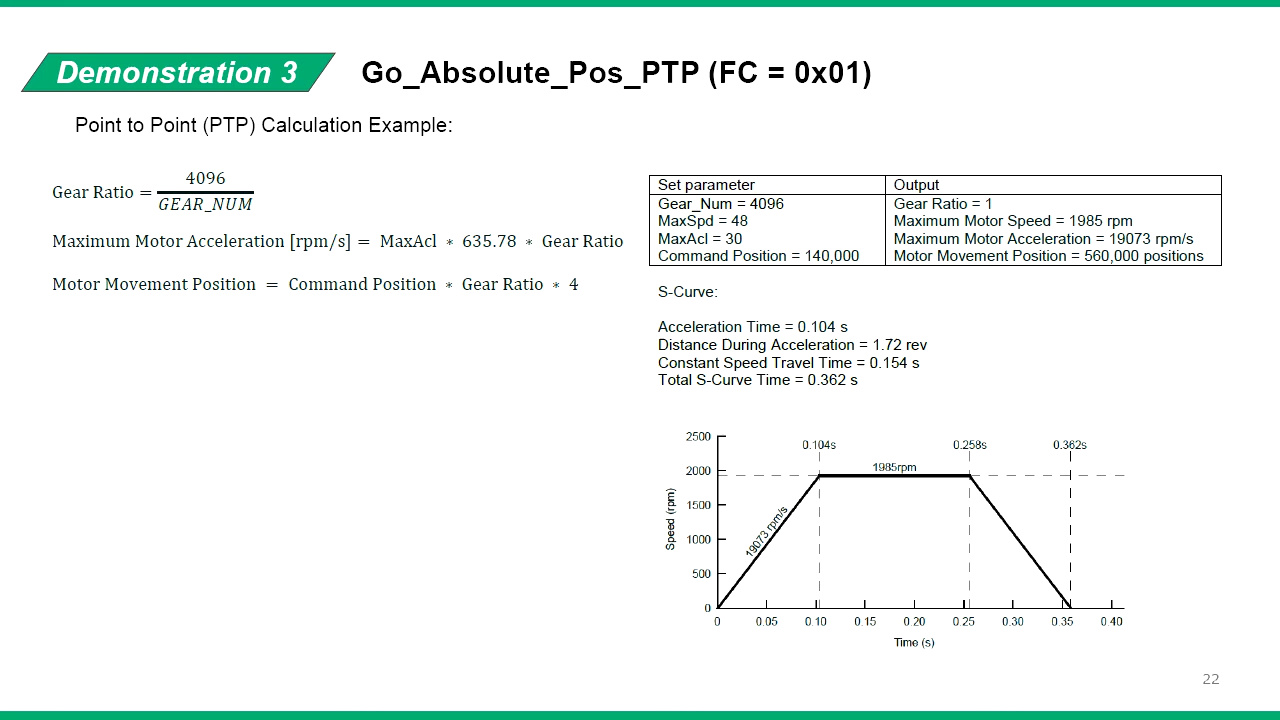 Demonstration 3
Go_Absolute_Pos_PTP (FC = 0x01)
Point to Point (PTP) Calculation Example:
Gear Ratio = 4096 / GEAR_NUM
Maximum Motor Acceleration [rpm/s] = MaxAcl * 635.78 * Gear Ratio
Motor Movement Position = Command Position * Gear Ratio * 4
Set parameter
Gear_Num = 4096
MaxSpd = 48
MaxAcl = 30
Command Position = 140,000
Output
Gear Ratio = 1
Maximum Motor Speed = 1985 rpm
Maximum Motor Acceleration = 19073 rpm/s
Motor Movement Position = 560,000 positions
S-Curve:
Acceleration Time = 0.104 s
Distance During Acceleration = 1.72 rev
Constant Speed Travel Time = 0.154 s
Total S-Curve Time = 0.362 s
0.104s 0.258s 0.362s
1985rpm
19073 rpm/s
Speed (rpm)
2500
2000
1500
1000
500
0
0 0.05 0.10 0.15 0.20 0.25 0.30 0.35 0.40
Time (s)
22